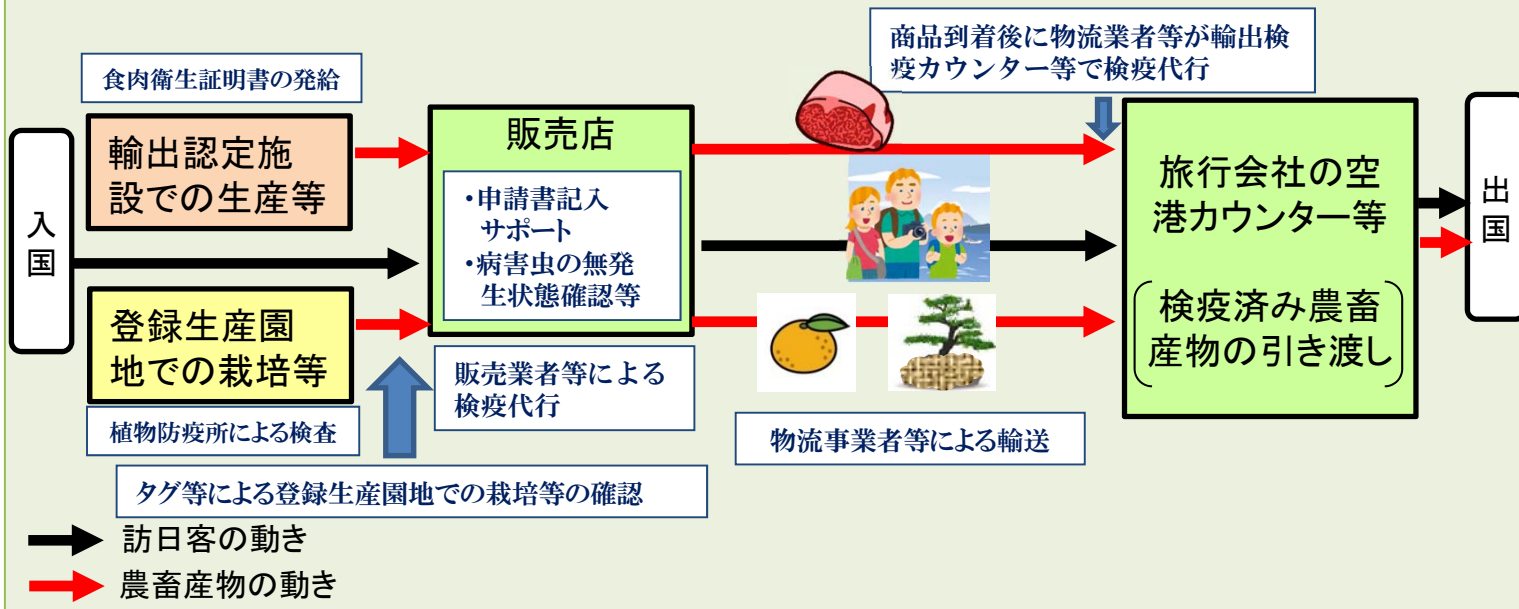 商品到着後に物流業者等が輸出検
疫カウンター等で検疫代行
食肉衛生証明書の発給
入国
輸出認定施
設での生産等
登録生産園
地での栽培等
植物防疫所による検査
販売店
・申請書記入
サポート
・病害虫の無発
生状態確認等
販売業者等による
検疫代行
タグ等による登録生産園地での栽培等の確認
物流事業者等による輸送
旅行会社の空
港カウンター等
検疫済み農畜
産物の引き渡し
出国
訪日客の動き
農畜産物の動き